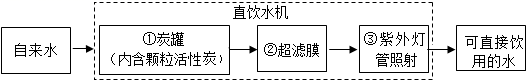 直饮水机
自来水
①炭罐
(内含颗粒活性炭)
②超滤膜
③紫外灯
管照射
可直接饮
用的水